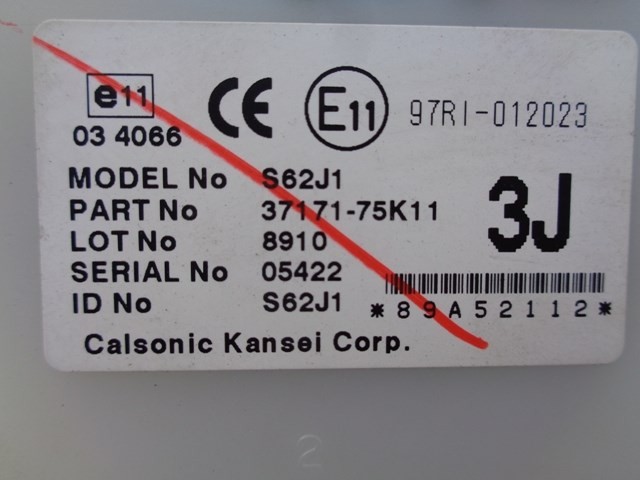 e11 CE E11 97RI-012023
03 4066
MODEL No S62J1
PART No 37171-75K11
LOT No 8910
SERIAL No 05422
ID No S62J1
3J
*89A52112*
Calsonic Kansei Corp.
2